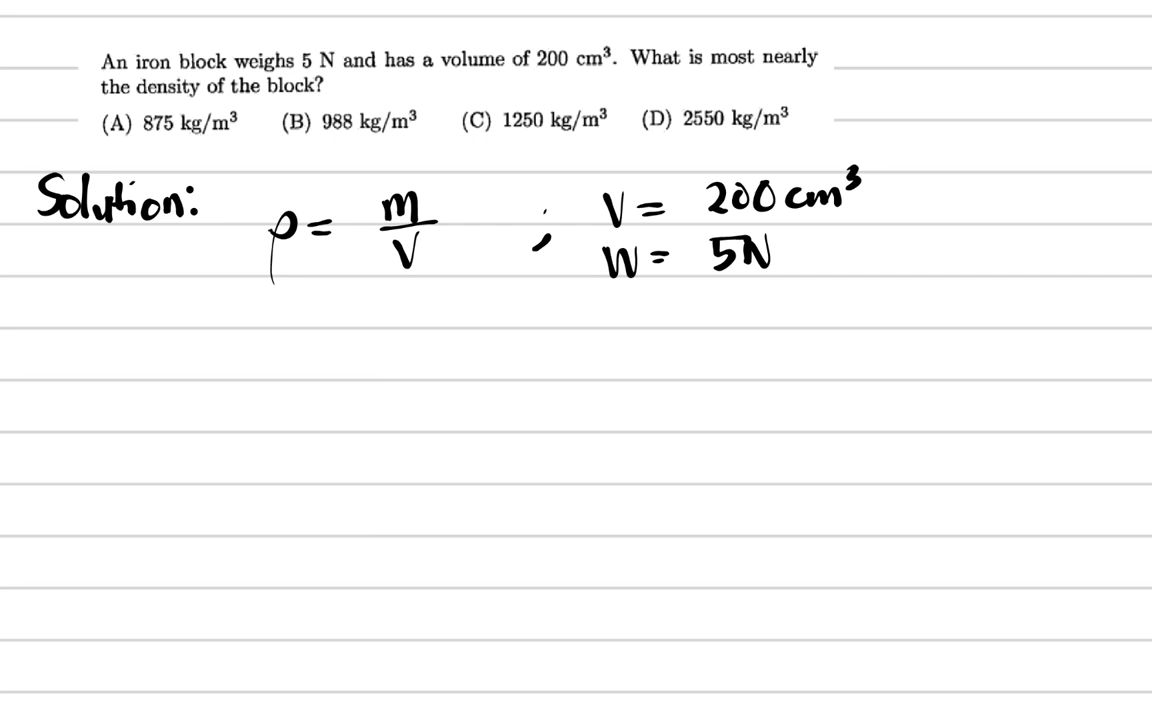 An iron block weighs 5 N and has a volume of 200 cm³. What is most nearly
the density of the block?
(A) 875 kg/m³ (B) 988 kg/m³ (C) 1250 kg/m³ (D) 2550 kg/m³
Solution: ρ = m/V ; V = 200 cm³
W = 5N